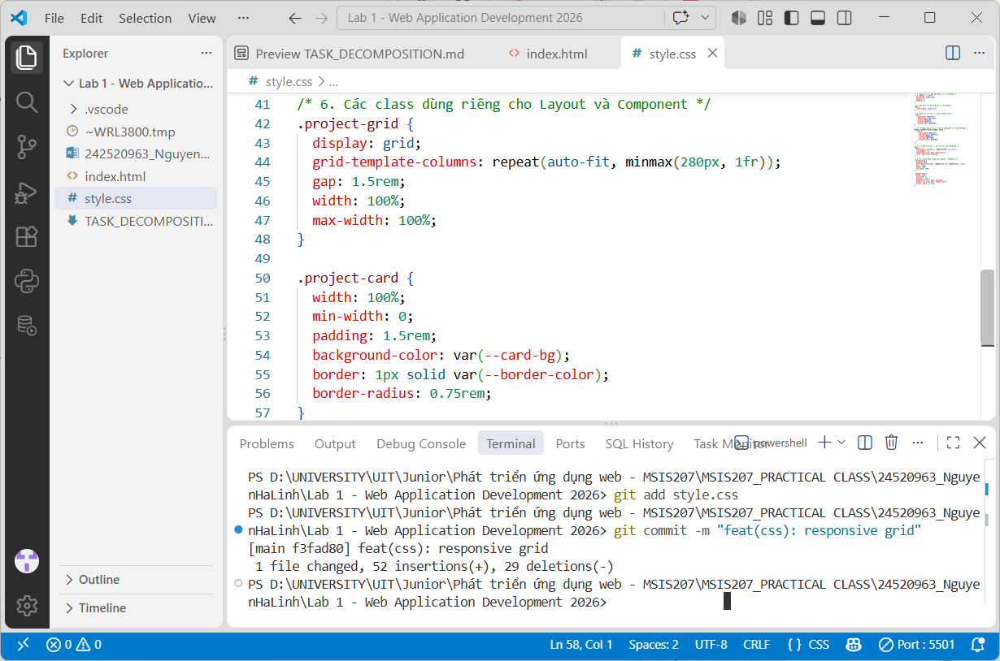 File Edit Selection View ... Lab 1 - Web Application Development 2026
Explorer ...
Lab 1 - Web Applicatio...
.vscode
~WRL3800.tmp
242520963_Nguyen...
index.html
style.css
TASK_DECOMPOSITI...
Outline
Timeline
Preview TASK_DECOMPOSITION.md <> index.html # style.css ...
# style.css > ...
41 /* 6. Các class dùng riêng cho Layout và Component */
42 .project-grid {
43 display: grid;
44 grid-template-columns: repeat(auto-fit, minmax(280px, 1fr));
45 gap: 1.5rem;
46 width: 100%;
47 max-width: 100%;
48 }
49
50 .project-card {
51 width: 100%;
52 min-width: 0;
53 padding: 1.5rem;
54 background-color: var(--card-bg);
55 border: 1px solid var(--border-color);
56 border-radius: 0.75rem;
57 }
Problems Output Debug Console Terminal Ports SQL History Task Monitor powershell ...
PS D:\UNIVERSITY\UIT\Junior\Phát triển ứng dụng web - MSIS207\MSIS207_PRACTICAL CLASS\24520963_Nguye
nHaLinh\Lab 1 - Web Application Development 2026> git add style.css
PS D:\UNIVERSITY\UIT\Junior\Phát triển ứng dụng web - MSIS207\MSIS207_PRACTICAL CLASS\24520963_Nguye
nHaLinh\Lab 1 - Web Application Development 2026> git commit -m "feat(css): responsive grid"
[main f3fad80] feat(css): responsive grid
1 file changed, 52 insertions(+), 29 deletions(-)
PS D:\UNIVERSITY\UIT\Junior\Phát triển ứng dụng web - MSIS207\MSIS207_PRACTICAL CLASS\24520963_Nguye
nHaLinh\Lab 1 - Web Application Development 2026>
0 0 Ln 58, Col 1 Spaces: 2 UTF-8 CRLF {} CSS Port : 5501